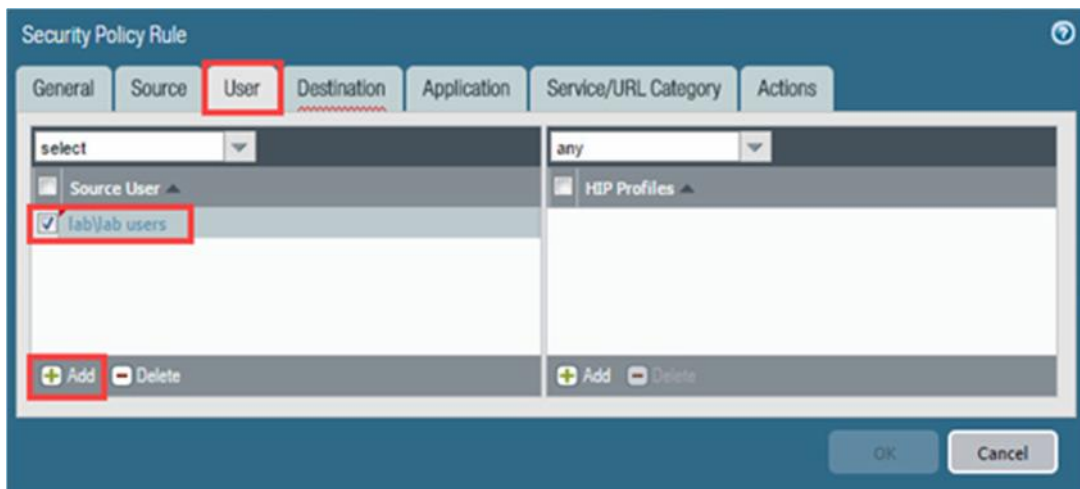 Security Policy Rule
General Source User Destination Application Service/URL Category Actions
select any
Source User HIP Profiles
lab\lab users
Add Delete Add Delete
OK Cancel